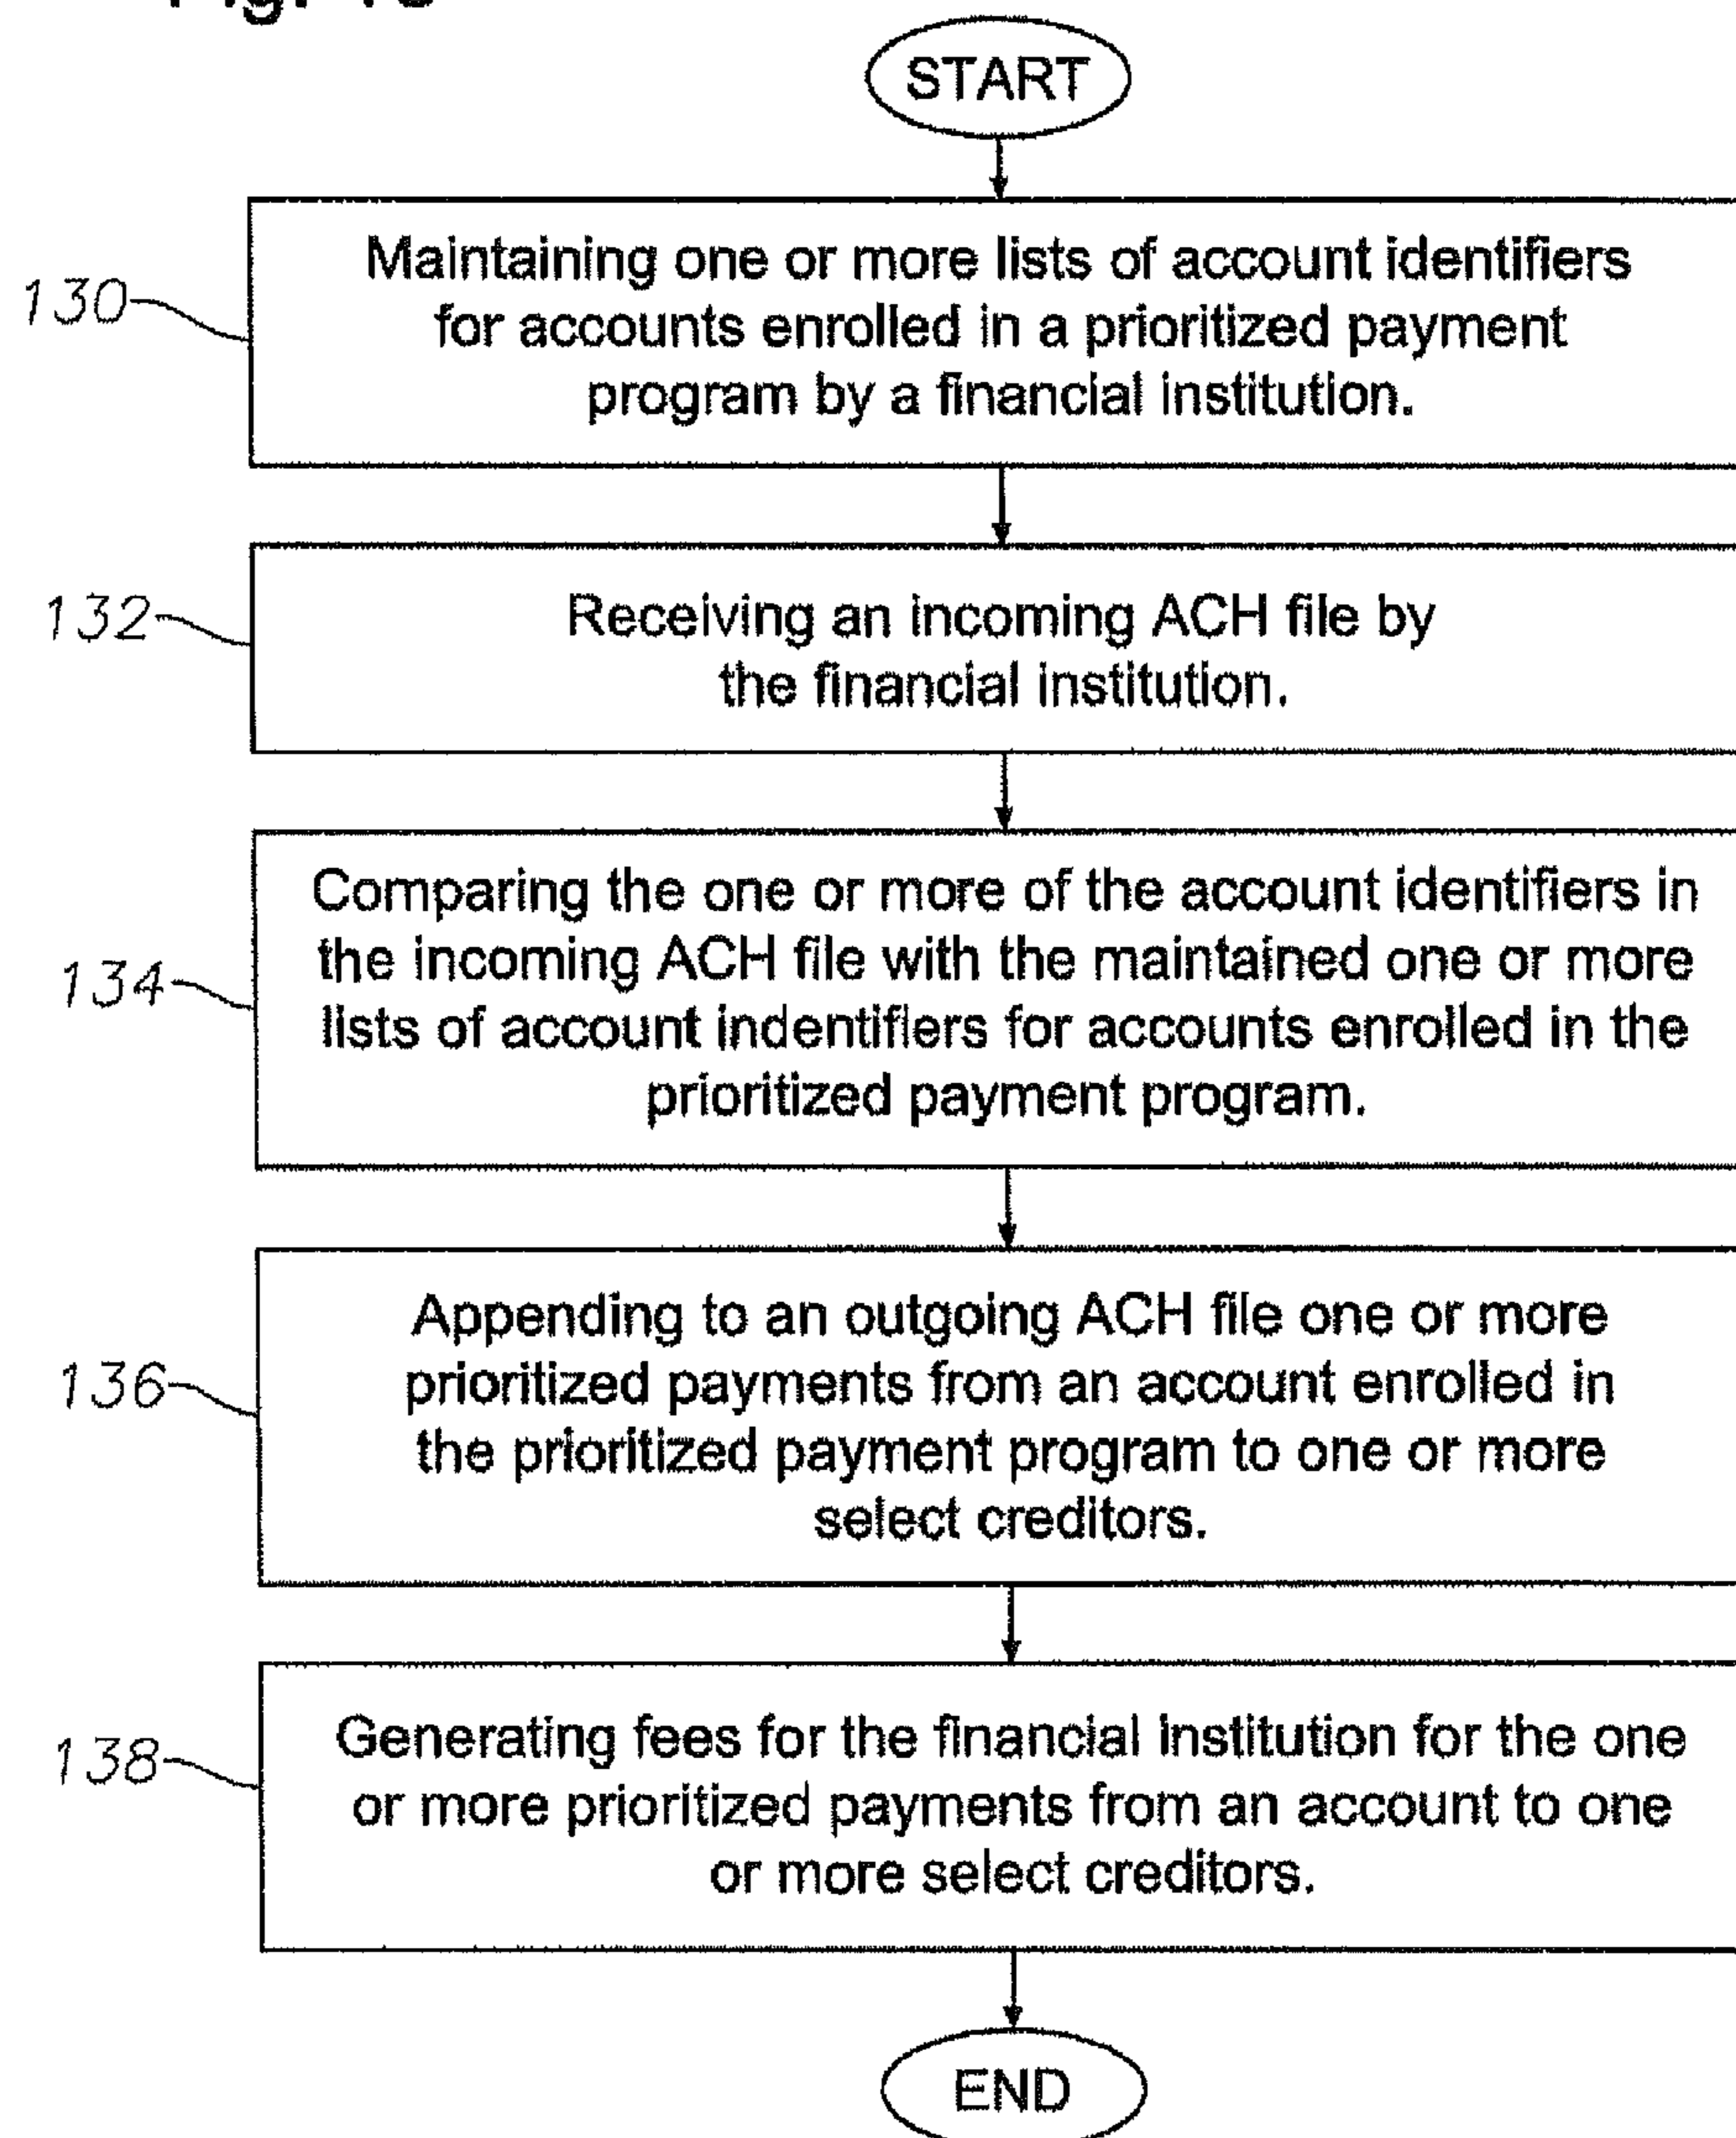 START
130
Maintaining one or more lists of account identifiers
for accounts enrolled in a prioritized payment
program by a financial institution.
132
Receiving an incoming ACH file by
the financial institution.
134
Comparing the one or more of the account identifiers in
the incoming ACH file with the maintained one or more
lists of account indentifiers for accounts enrolled in the
prioritized payment program.
136
Appending to an outgoing ACH file one or more
prioritized payments from an account enrolled in
the prioritized payment program to one or more
select creditors.
138
Generating fees for the financial institution for the one
or more prioritized payments from an account to one
or more select creditors.
END